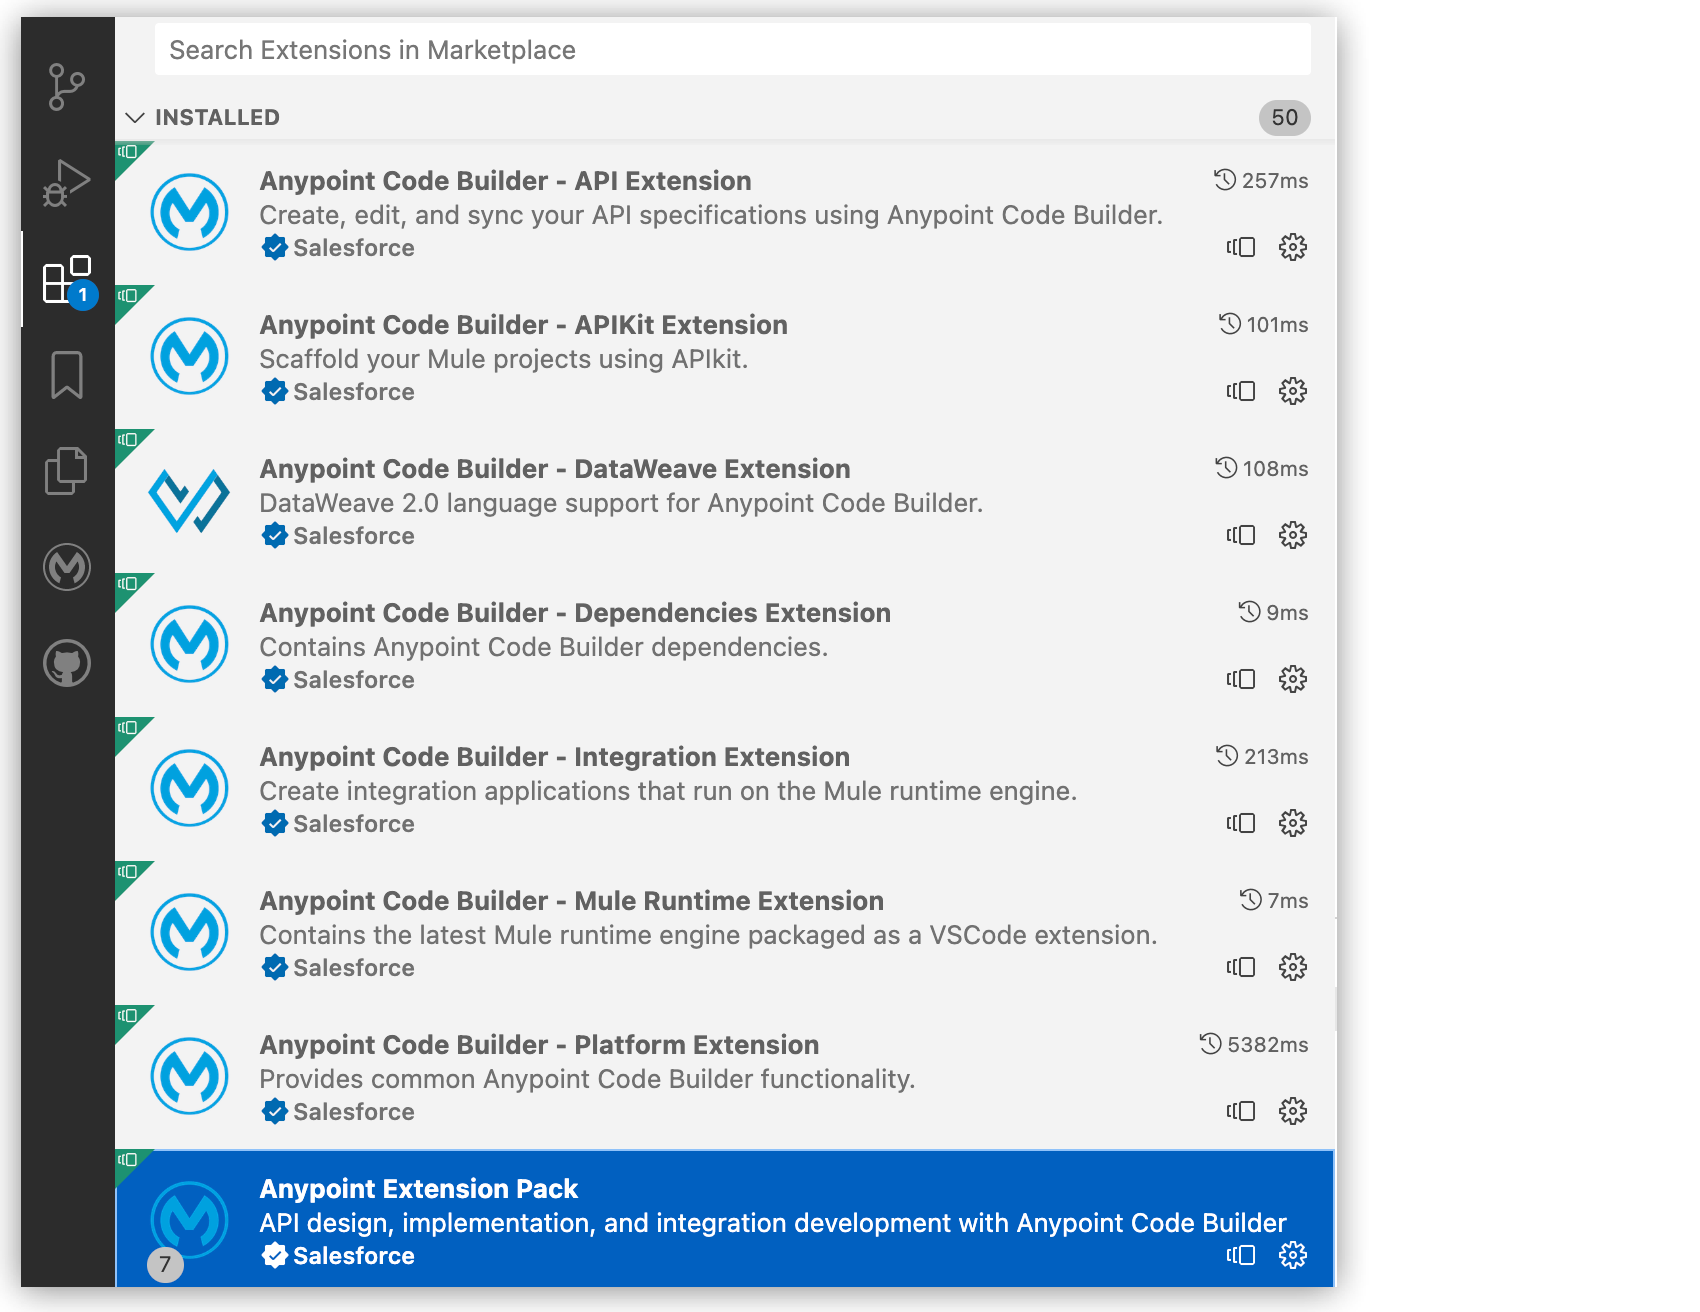 Search Extensions in Marketplace
INSTALLED 50
Anypoint Code Builder - API Extension 257ms
Create, edit, and sync your API specifications using Anypoint Code Builder.
Salesforce
1
Anypoint Code Builder - APIKit Extension 101ms
Scaffold your Mule projects using APIkit.
Salesforce
Anypoint Code Builder - DataWeave Extension 108ms
DataWeave 2.0 language support for Anypoint Code Builder.
Salesforce
Anypoint Code Builder - Dependencies Extension 9ms
Contains Anypoint Code Builder dependencies.
Salesforce
Anypoint Code Builder - Integration Extension 213ms
Create integration applications that run on the Mule runtime engine.
Salesforce
Anypoint Code Builder - Mule Runtime Extension 7ms
Contains the latest Mule runtime engine packaged as a VSCode extension.
Salesforce
Anypoint Code Builder - Platform Extension 5382ms
Provides common Anypoint Code Builder functionality.
Salesforce
Anypoint Extension Pack
API design, implementation, and integration development with Anypoint Code Builder
Salesforce
7